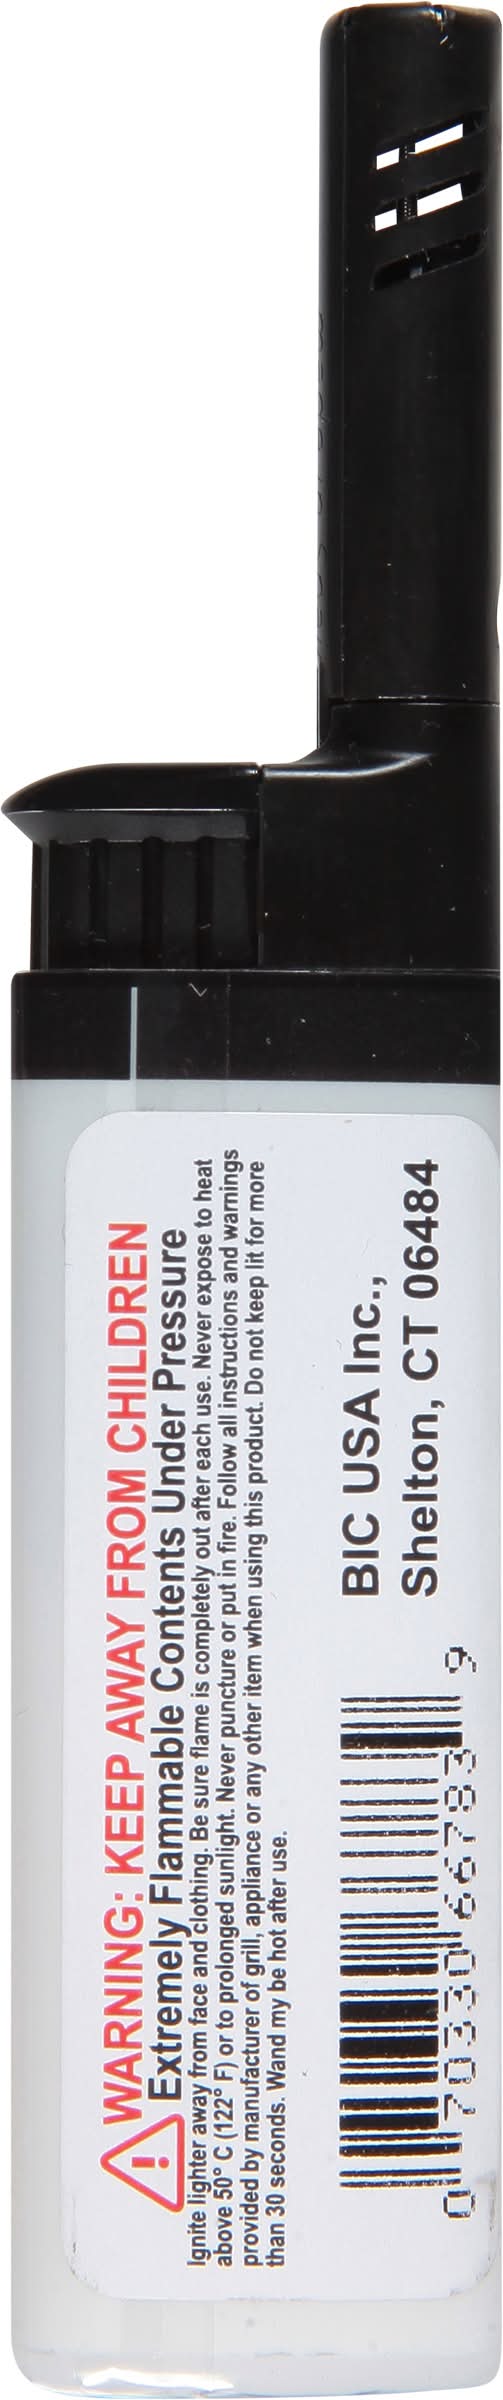 WARNING: KEEP AWAY FROM CHILDREN
Extremely Flammable Contents Under Pressure
Ignite lighter away from face and clothing. Be sure flame is completely out after each use. Never expose to heat
above 50° C (122° F) or to prolonged sunlight. Never puncture or put in fire. Follow all instructions and warnings
provided by manufacturer of grill, appliance or any other item when using this product. Do not keep lit for more
than 30 seconds. Wand my be hot after use.
BIC USA Inc.,
Shelton, CT 06484
0 70330 66783 9